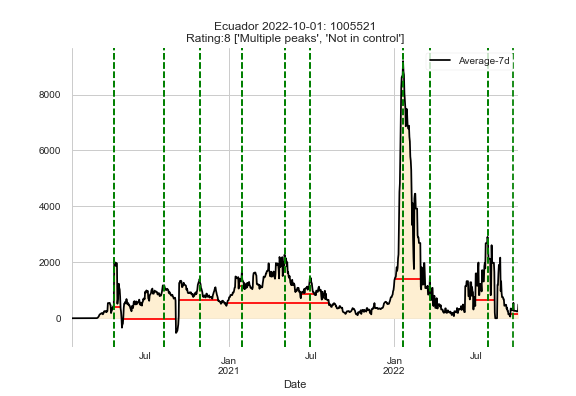 Ecuador 2022-10-01: 1005521
Rating:8 ['Multiple peaks', 'Not in control']
Average-7d
8000
6000
4000
2000
0
Jul
Jan
2021
Jul
Jan
2022
Jul
Date